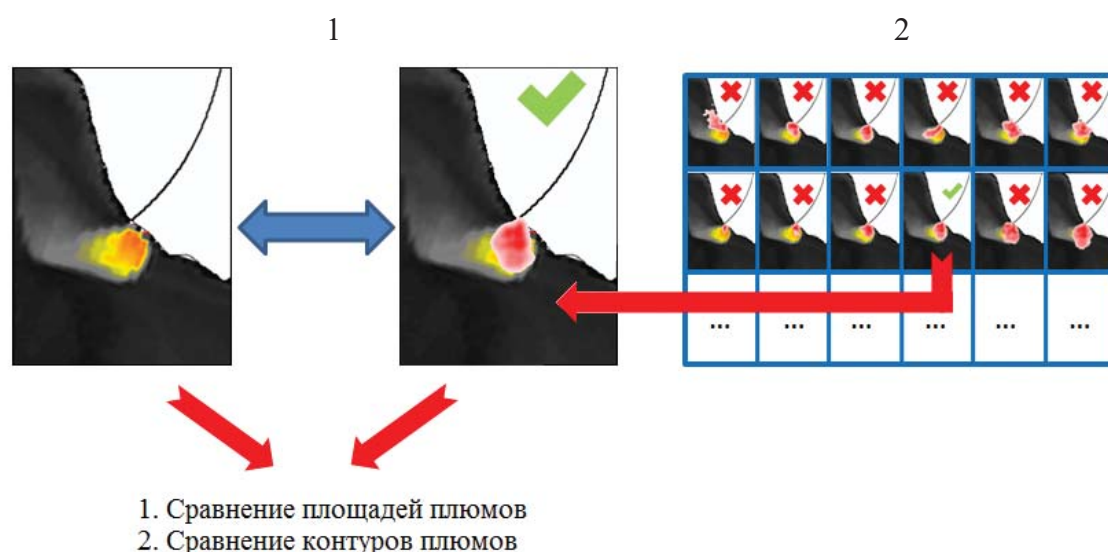 1
2
... ... ... ... ... ...
1. Сравнение площадей плюмов
2. Сравнение контуров плюмов